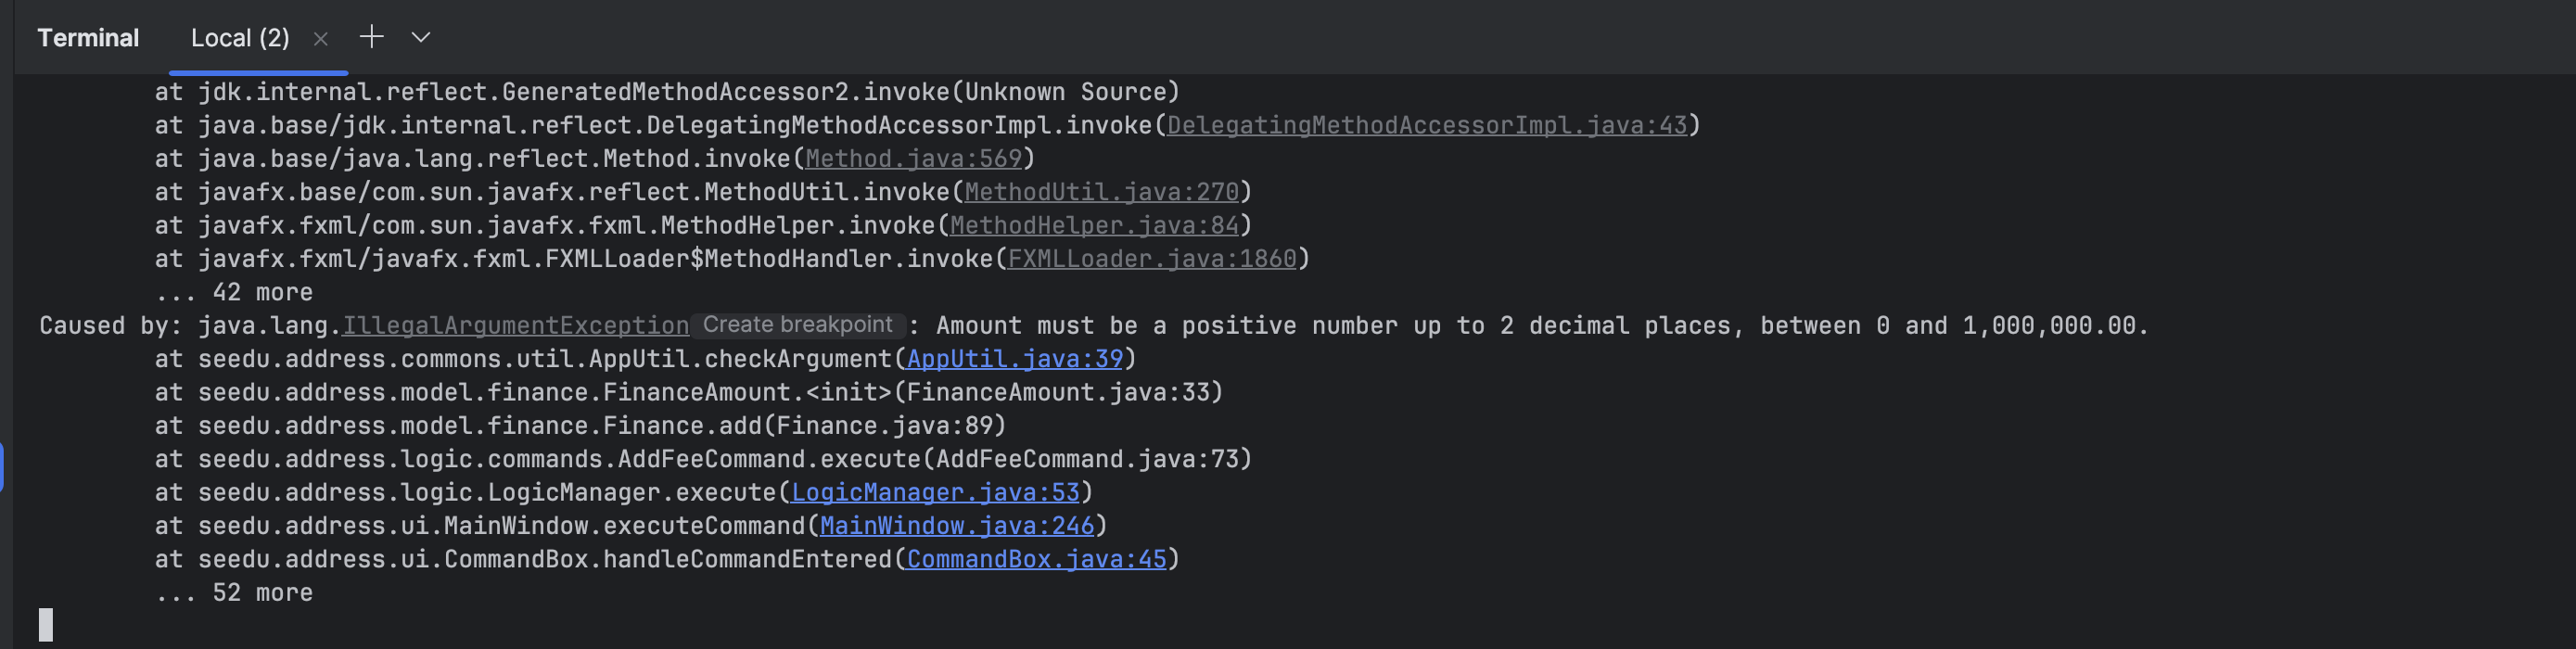 Terminal Local (2)
at jdk.internal.reflect.GeneratedMethodAccessor2.invoke(Unknown Source)
at java.base/jdk.internal.reflect.DelegatingMethodAccessorImpl.invoke(DelegatingMethodAccessorImpl.java:43)
at java.base/java.lang.reflect.Method.invoke(Method.java:569)
at javafx.base/com.sun.javafx.reflect.MethodUtil.invoke(MethodUtil.java:270)
at javafx.fxml/com.sun.javafx.fxml.MethodHelper.invoke(MethodHelper.java:84)
at javafx.fxml/javafx.fxml.FXMLLoader$MethodHandler.invoke(FXMLLoader.java:1860)
... 42 more
Caused by: java.lang.IllegalArgumentException Create breakpoint : Amount must be a positive number up to 2 decimal places, between 0 and 1,000,000.00.
at seedu.address.commons.util.AppUtil.checkArgument(AppUtil.java:39)
at seedu.address.model.finance.FinanceAmount.<init>(FinanceAmount.java:33)
at seedu.address.model.finance.Finance.add(Finance.java:89)
at seedu.address.logic.commands.AddFeeCommand.execute(AddFeeCommand.java:73)
at seedu.address.logic.LogicManager.execute(LogicManager.java:53)
at seedu.address.ui.MainWindow.executeCommand(MainWindow.java:246)
at seedu.address.ui.CommandBox.handleCommandEntered(CommandBox.java:45)
... 52 more